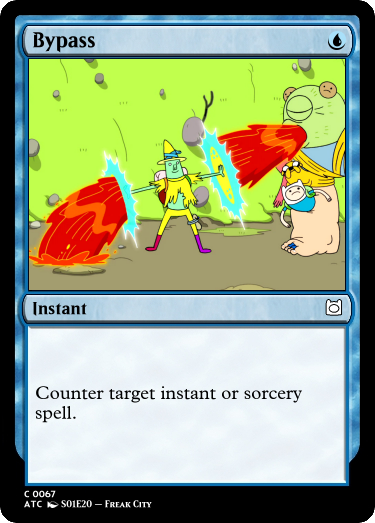 Bypass
Instant
Counter target instant or sorcery
spell.
C 0067
ATC S01E20 – Freak City